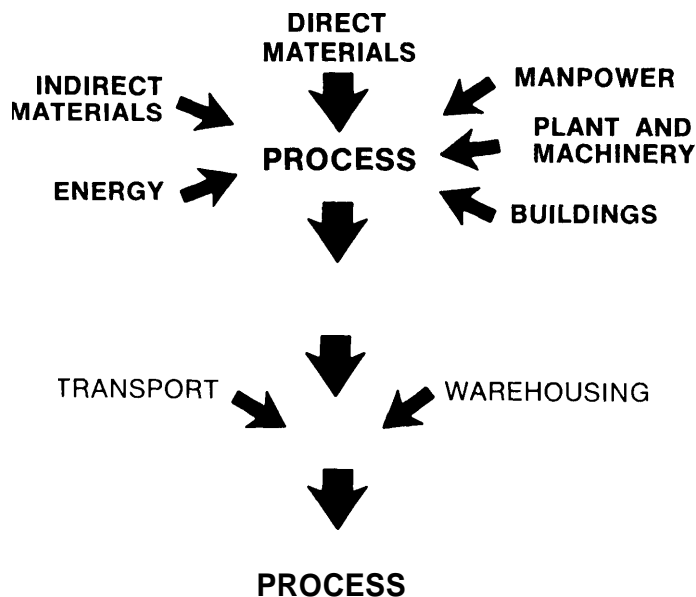 DIRECT
MATERIALS
INDIRECT
MATERIALS
MANPOWER
PLANT AND
MACHINERY
PROCESS
ENERGY
BUILDINGS
TRANSPORT
WAREHOUSING
PROCESS